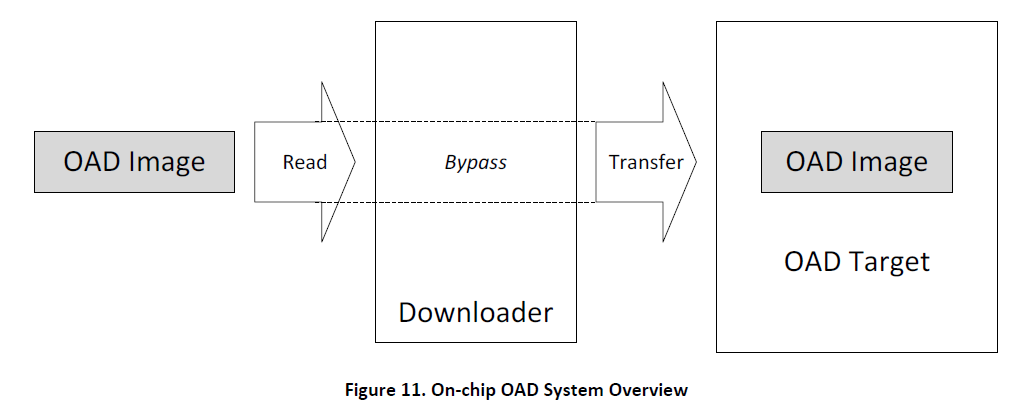 OAD Image
Read
Bypass
Transfer
OAD Image
OAD Target
Downloader
Figure 11. On-chip OAD System Overview